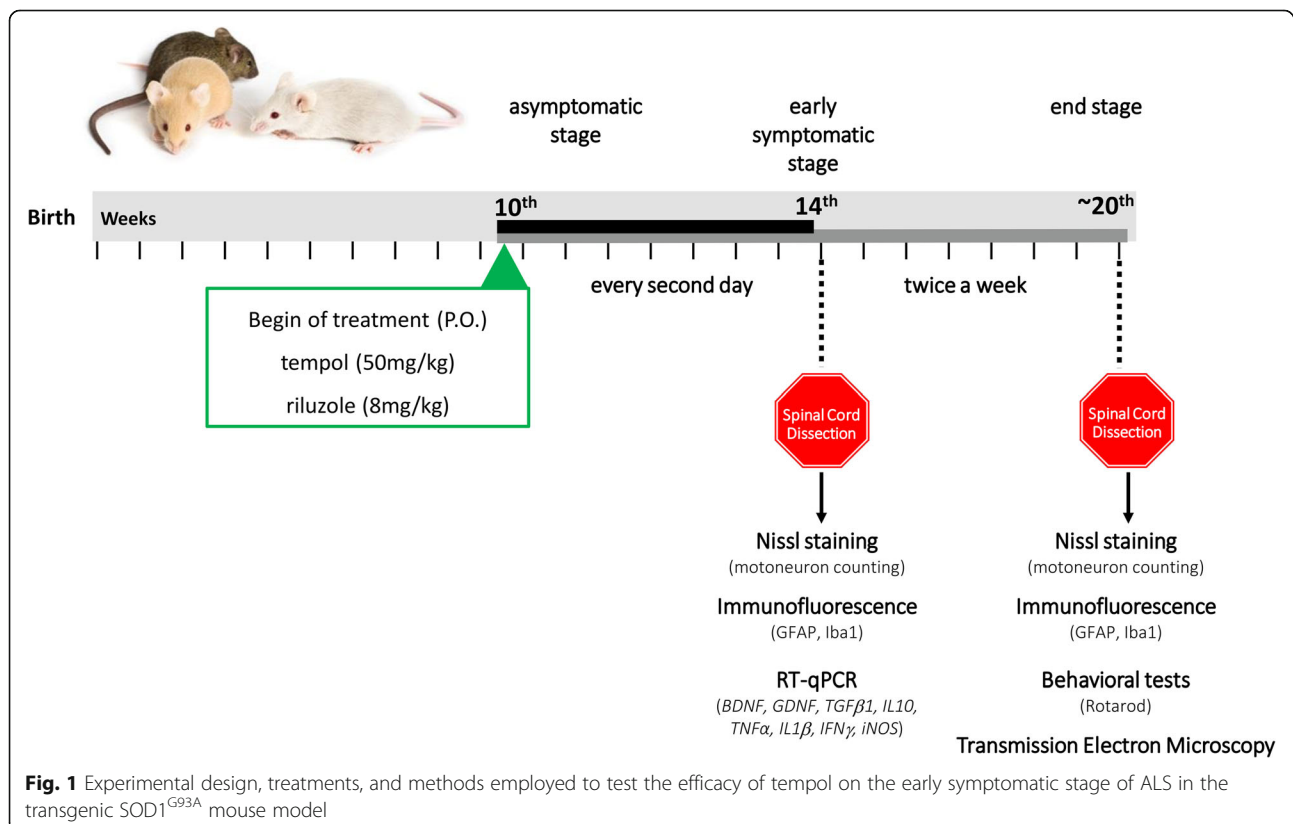 asymptomatic
stage
early
symptomatic
stage
end stage
Birth
Weeks
10th
14th
~20th
every second day
twice a week
Begin of treatment (P.O.)
tempol (50mg/kg)
riluzole (8mg/kg)
Spinal Cord
Dissection
Spinal Cord
Dissection
Nissl staining
(motoneuron counting)
Immunofluorescence
(GFAP, Iba1)
RT-qPCR
(BDNF, GDNF, TGFβ1, IL10,
TNFα, IL1β, IFNγ, iNOS)
Nissl staining
(motoneuron counting)
Immunofluorescence
(GFAP, Iba1)
Behavioral tests
(Rotarod)
Transmission Electron Microscopy
Fig. 1 Experimental design, treatments, and methods employed to test the efficacy of tempol on the early symptomatic stage of ALS in the
transgenic SOD1G93A mouse model